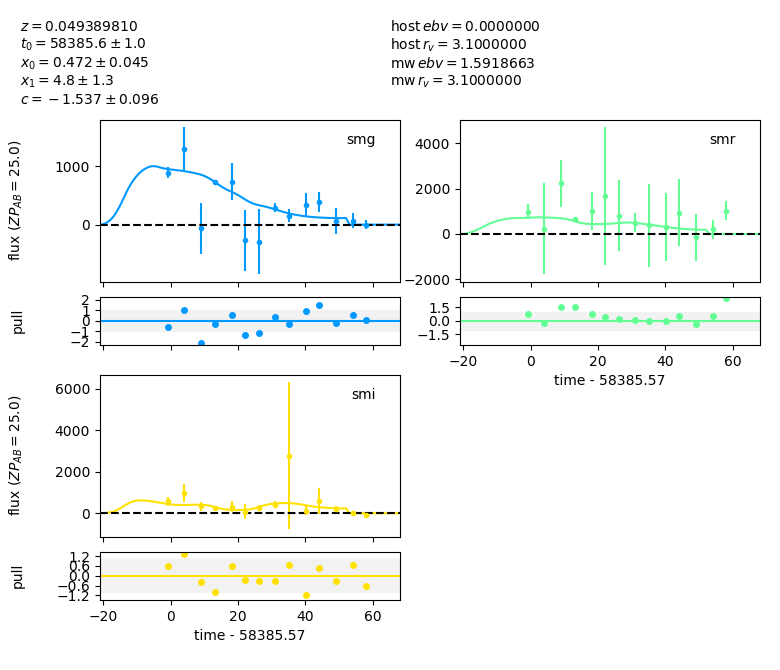 z = 0.049389810
t₀ = 58385.6 ± 1.0
x₀ = 0.472 ± 0.045
x₁ = 4.8 ± 1.3
c = −1.537 ± 0.096
host ebv = 0.0000000
host r_v = 3.1000000
mw ebv = 1.5918663
mw r_v = 3.1000000
smg
flux (ZP_AB = 25.0)
1000
0
pull
2
1
0
−1
−2
smr
4000
2000
0
−2000
1.5
0.0
−1.5
−20
0
20
40
60
time - 58385.57
smi
flux (ZP_AB = 25.0)
6000
4000
2000
0
pull
1.2
0.6
0.0
−0.6
−1.2
−20
0
20
40
60
time - 58385.57